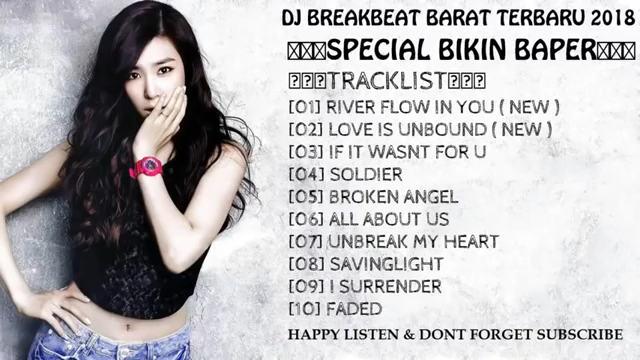 DJ BREAKBEAT BARAT TERBARU 2018
SPECIAL BIKIN BAPER
TRACKLIST
[01] RIVER FLOW IN YOU ( NEW )
[02] LOVE IS UNBOUND ( NEW )
[03] IF IT WASNT FOR U
[04] SOLDIER
[05] BROKEN ANGEL
[06] ALL ABOUT US
[07] UNBREAK MY HEART
[08] SAVINGLIGHT
[09] I SURRENDER
[10] FADED
HAPPY LISTEN & DONT FORGET SUBSCRIBE